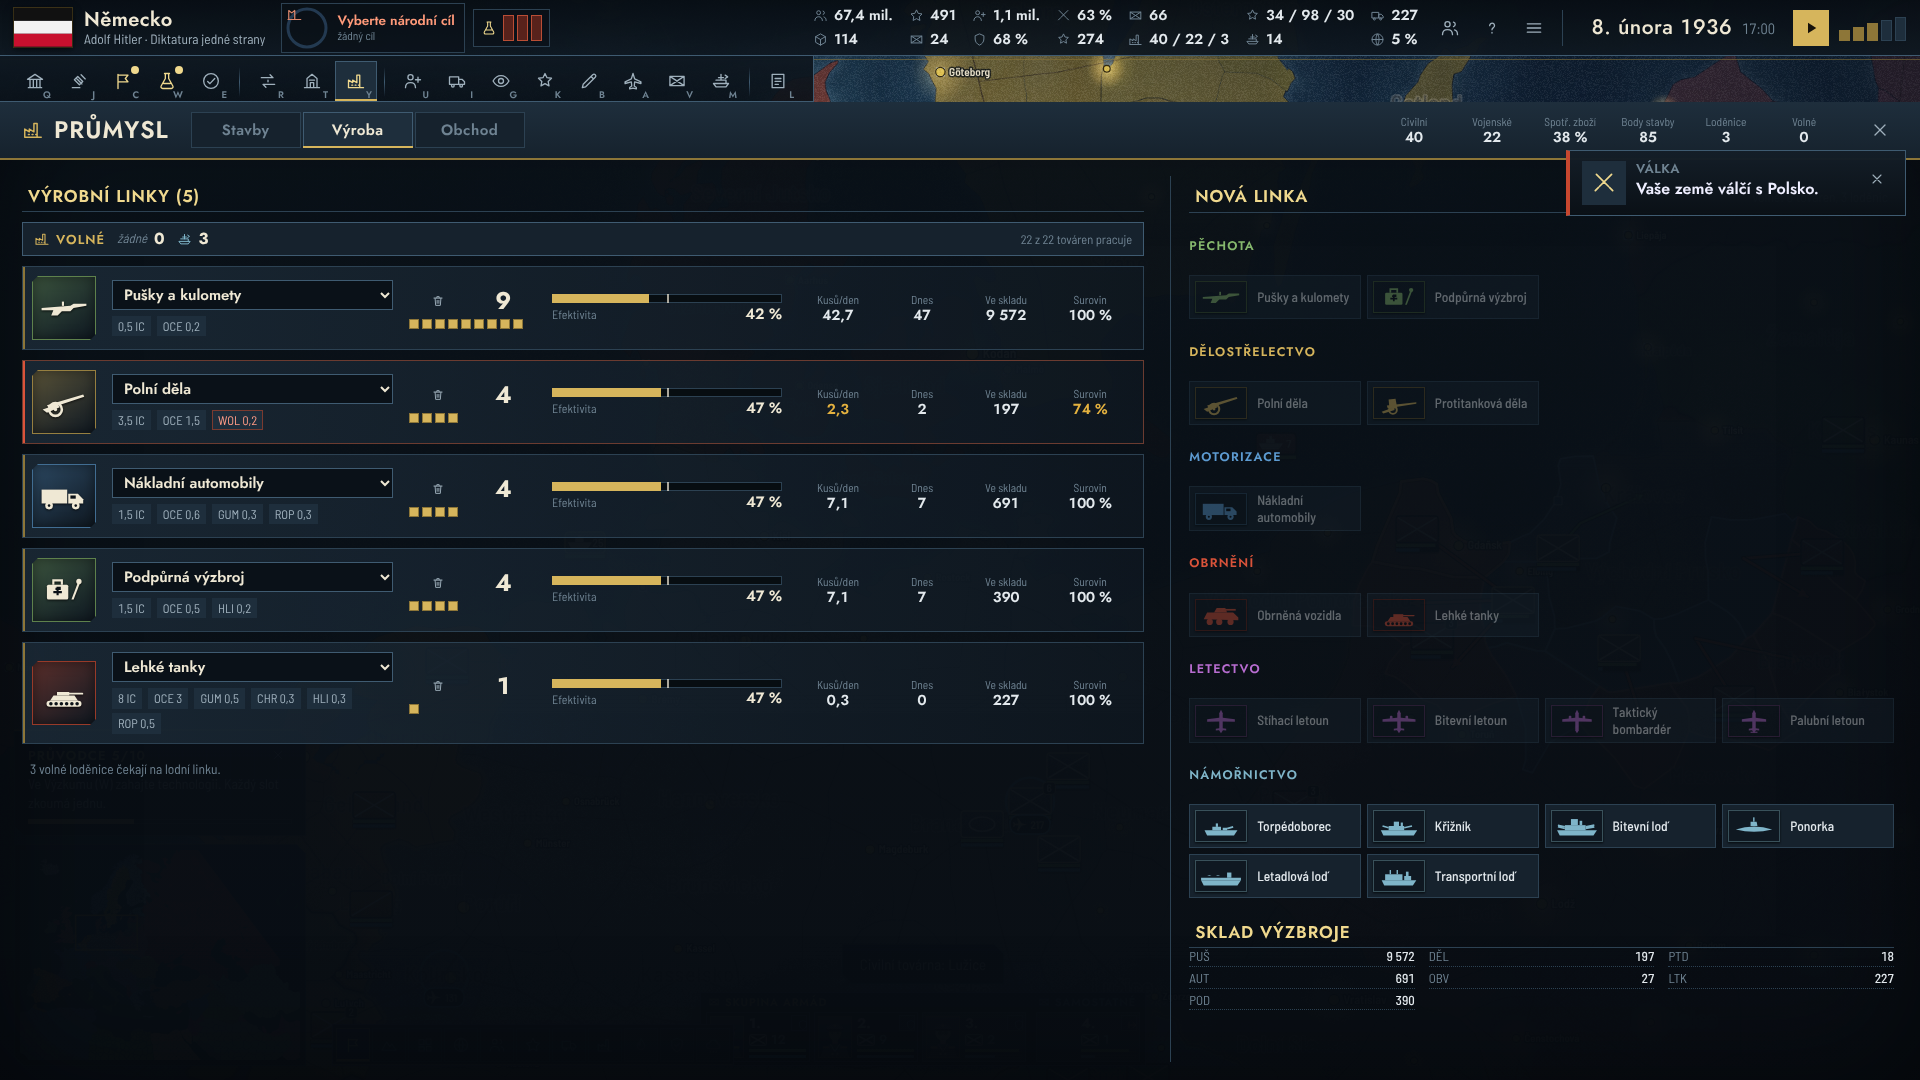 Německo
Adolf Hitler · Diktatura jedné strany
Vyberte národní cíl
žádný cíl
67,4 mil. 491 1,1 mil. 63 % 66 34 / 98 / 30 227
114 24 68 % 274 40 / 22 / 3 14 5 %
?
8. února 1936 17:00
Q J C W E R T Y U I G K B A V M L
Göteborg
PRŮMYSL
Stavby
Výroba
Obchod
Civilní 40
Vojenské 22
Spotř. zboží 38 %
Body stavby 85
Loděnice 3
Volné 0
VÁLKA
Vaše země válčí s Polsko.
VÝROBNÍ LINKY (5)
VOLNÉ žádné 0 3
22 z 22 továren pracuje
Pušky a kulomety
0,5 IC OCE 0,2
9
Efektivita 42 %
Kusů/den 42,7
Dnes 47
Ve skladu 9 572
Surovin 100 %
Polní děla
3,5 IC OCE 1,5 WOL 0,2
4
Efektivita 47 %
Kusů/den 2,3
Dnes 2
Ve skladu 197
Surovin 74 %
Nákladní automobily
1,5 IC OCE 0,6 GUM 0,3 ROP 0,3
4
Efektivita 47 %
Kusů/den 7,1
Dnes 7
Ve skladu 691
Surovin 100 %
Podpůrná výzbroj
1,5 IC OCE 0,5 HLI 0,2
4
Efektivita 47 %
Kusů/den 7,1
Dnes 7
Ve skladu 390
Surovin 100 %
Lehké tanky
8 IC OCE 3 GUM 0,5 CHR 0,3 HLI 0,3
ROP 0,5
1
Efektivita 47 %
Kusů/den 0,3
Dnes 0
Ve skladu 227
Surovin 100 %
3 volné loděnice čekají na lodní linku.
NOVÁ LINKA
PĚCHOTA
Pušky a kulomety
Podpůrná výzbroj
DĚLOSTŘELECTVO
Polní děla
Protitanková děla
MOTORIZACE
Nákladní
automobily
OBRNĚNÍ
Obrněná vozidla
Lehké tanky
LETECTVO
Stíhací letoun
Bitevní letoun
Taktický
bombardér
Palubní letoun
NÁMOŘNICTVO
Torpédoborec
Křižník
Bitevní loď
Ponorka
Letadlová loď
Transportní loď
SKLAD VÝZBROJE
PUŠ 9 572 DĚL 197 PTD 18
AUT 691 OBV 27 LTK 227
POD 390